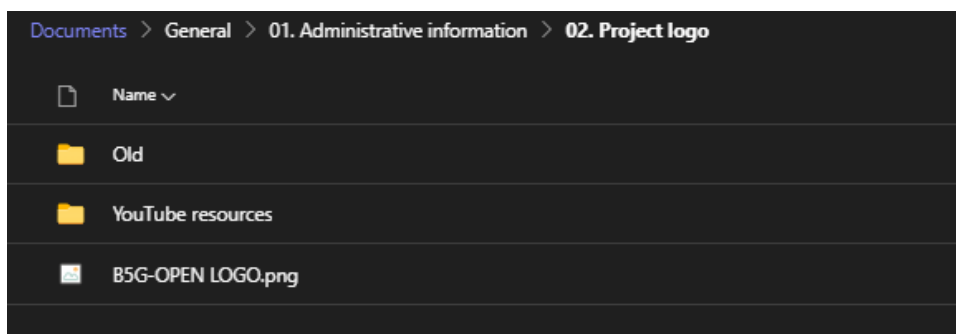 Documents > General > 01. Administrative information > 02. Project logo
Name
Old
YouTube resources
B5G-OPEN LOGO.png